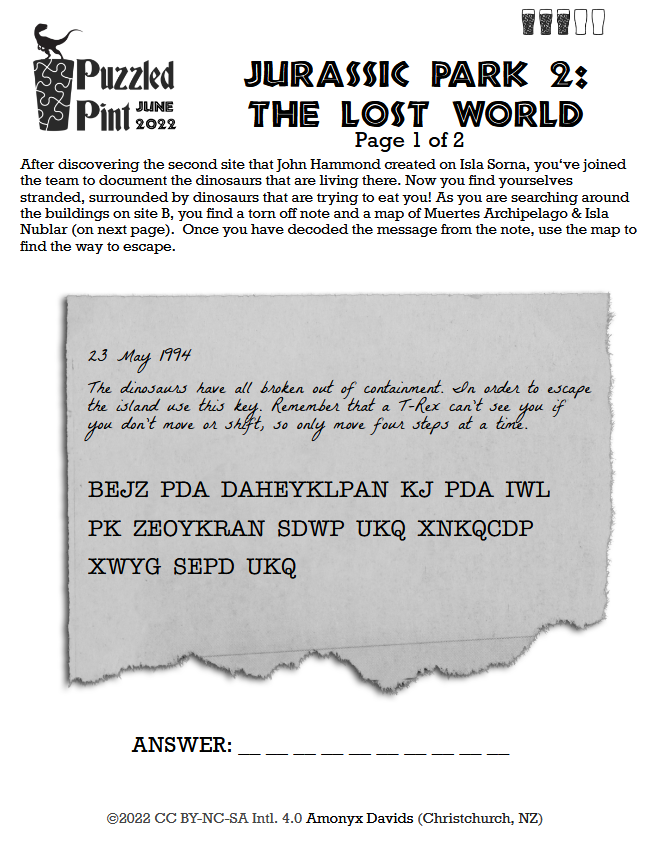 Puzzled
Pint JUNE
2022
JURASSIC PARK 2:
THE LOST WORLD
Page 1 of 2
After discovering the second site that John Hammond created on Isla Sorna, you've joined
the team to document the dinosaurs that are living there. Now you find yourselves
stranded, surrounded by dinosaurs that are trying to eat you! As you are searching around
the buildings on site B, you find a torn off note and a map of Muertes Archipelago & Isla
Nublar (on next page).  Once you have decoded the message from the note, use the map to
find the way to escape.
23 May 1994
The dinosaurs have all broken out of containment. In order to escape
the island use this key. Remember that a T-Rex can't see you if
you don't move or shift, so only move four steps at a time.
BEJZ PDA DAHEYKLPAN KJ PDA IWL
PK ZEOYKRAN SDWP UKQ XNKQCDP
XWYG SEPD UKQ
ANSWER: __ __ __ __ __ __ __ __ __ __
©2022 CC BY-NC-SA Intl. 4.0 Amonyx Davids (Christchurch, NZ)